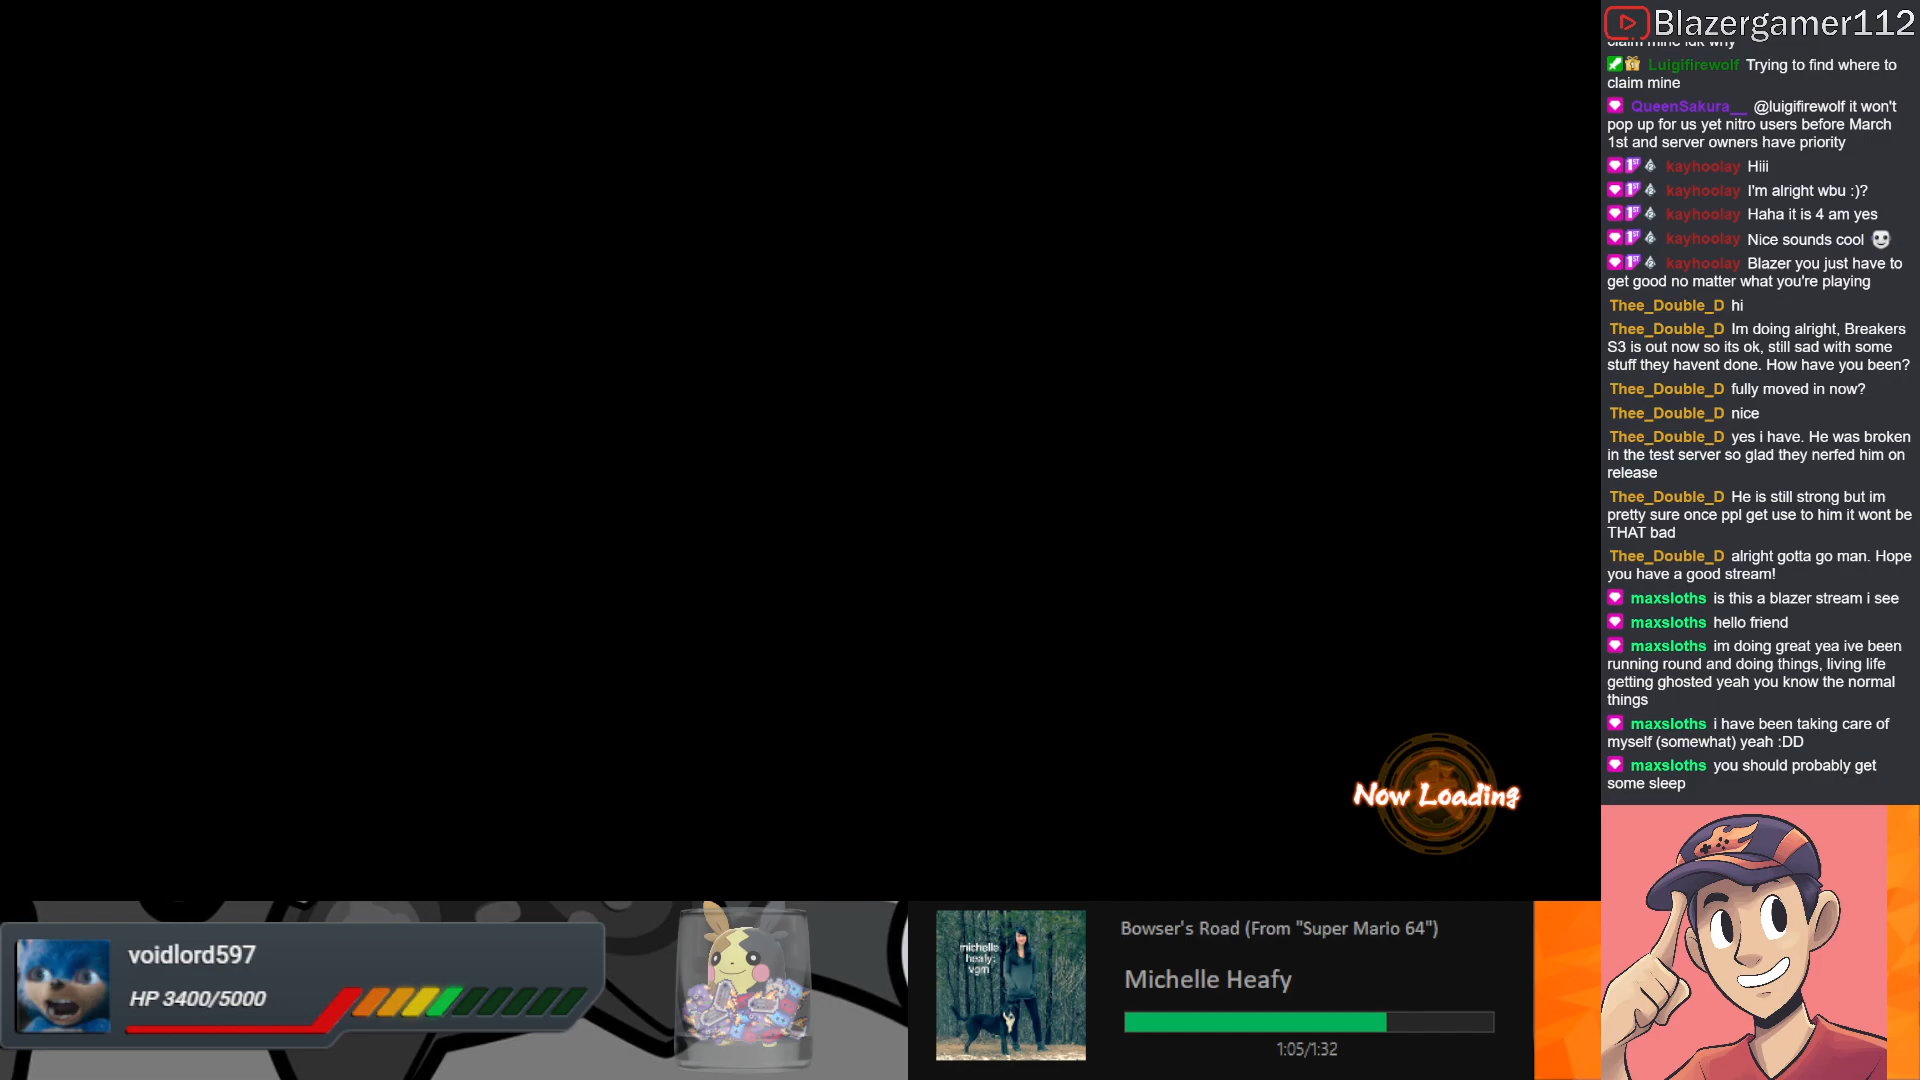 Blazergamer112
claim mine idk why
Luigifirewolf Trying to find where to
claim mine
QueenSakura__ @luigifirewolf it won't
pop up for us yet nitro users before March
1st and server owners have priority
kayhoolay Hiii
kayhoolay I'm alright wbu :)?
kayhoolay Haha it is 4 am yes
kayhoolay Nice sounds cool
kayhoolay Blazer you just have to
get good no matter what you're playing
Thee_Double_D hi
Thee_Double_D Im doing alright, Breakers
S3 is out now so its ok, still sad with some
stuff they havent done. How have you been?
Thee_Double_D fully moved in now?
Thee_Double_D nice
Thee_Double_D yes i have. He was broken
in the test server so glad they nerfed him on
release
Thee_Double_D He is still strong but im
pretty sure once ppl get use to him it wont be
THAT bad
Thee_Double_D alright gotta go man. Hope
you have a good stream!
maxsloths is this a blazer stream i see
maxsloths hello friend
maxsloths im doing great yea ive been
running round and doing things, living life
getting ghosted yeah you know the normal
things
maxsloths i have been taking care of
myself (somewhat) yeah :DD
maxsloths you should probably get
some sleep
Now Loading
voidlord597
HP 3400/5000
michelle
heafy:
vgm
Bowser's Road (From "Super Mario 64")
Michelle Heafy
1:05/1:32